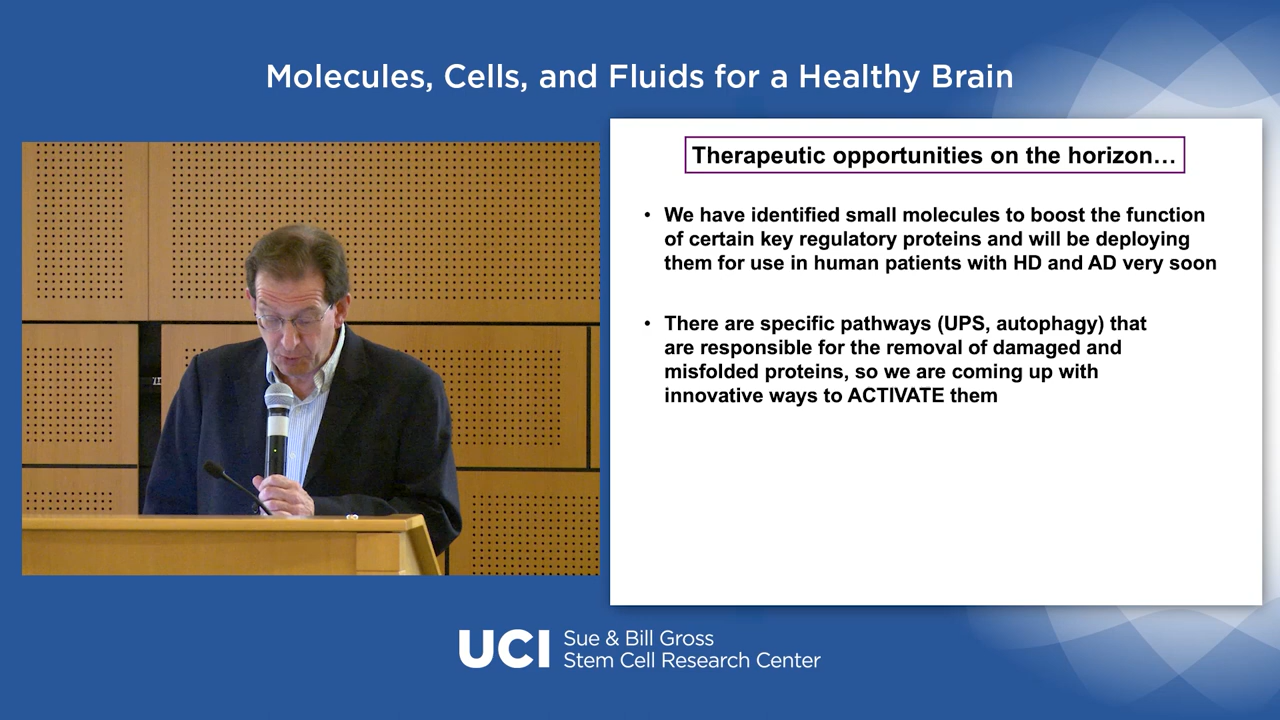 Molecules, Cells, and Fluids for a Healthy Brain
Therapeutic opportunities on the horizon…
• We have identified small molecules to boost the function
of certain key regulatory proteins and will be deploying
them for use in human patients with HD and AD very soon
• There are specific pathways (UPS, autophagy) that
are responsible for the removal of damaged and
misfolded proteins, so we are coming up with
innovative ways to ACTIVATE them
UCI
Sue & Bill Gross
Stem Cell Research Center